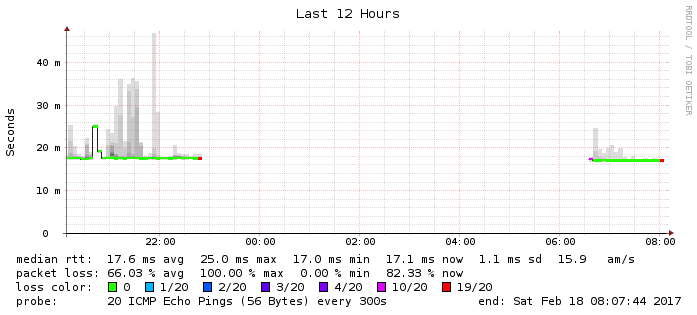 Last 12 Hours
RRDTOOL / TOBI OETIKER
Seconds
40 m
30 m
20 m
10 m
0
22:00 00:00 02:00 04:00 06:00 08:00
median rtt: 17.6 ms avg 25.0 ms max 17.0 ms min 17.1 ms now 1.1 ms sd 15.9 am/s
packet loss: 66.03 % avg 100.00 % max 0.00 % min 82.33 % now
loss color: 0 1/20 2/20 3/20 4/20 10/20 19/20
probe: 20 ICMP Echo Pings (56 Bytes) every 300s end: Sat Feb 18 08:07:44 2017